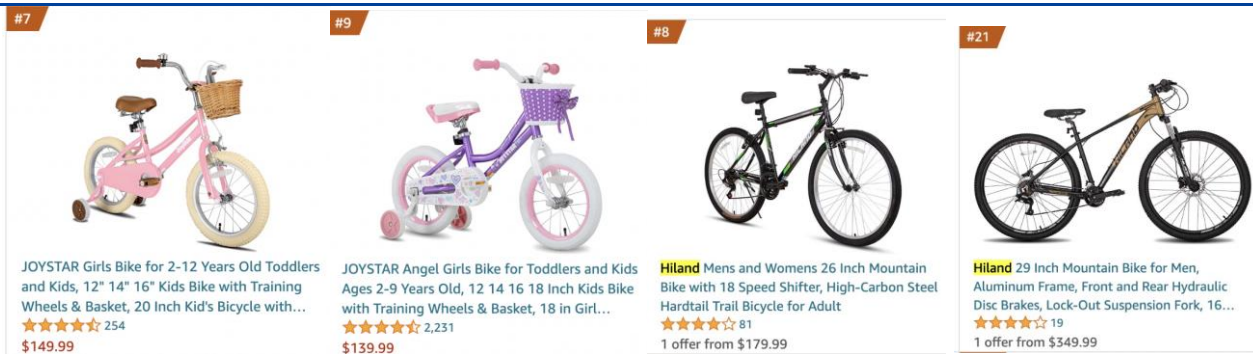 #7
JOYSTAR Girls Bike for 2-12 Years Old Toddlers
and Kids, 12" 14" 16" Kids Bike with Training
Wheels & Basket, 20 Inch Kid's Bicycle with...
254
$149.99
#9
JOYSTAR Angel Girls Bike for Toddlers and Kids
Ages 2-9 Years Old, 12 14 16 18 Inch Kids Bike
with Training Wheels & Basket, 18 in Girl...
2,231
$139.99
#8
Hiland Mens and Womens 26 Inch Mountain
Bike with 18 Speed Shifter, High-Carbon Steel
Hardtail Trail Bicycle for Adult
81
1 offer from $179.99
#21
Hiland 29 Inch Mountain Bike for Men,
Aluminum Frame, Front and Rear Hydraulic
Disc Brakes, Lock-Out Suspension Fork, 16...
19
1 offer from $349.99